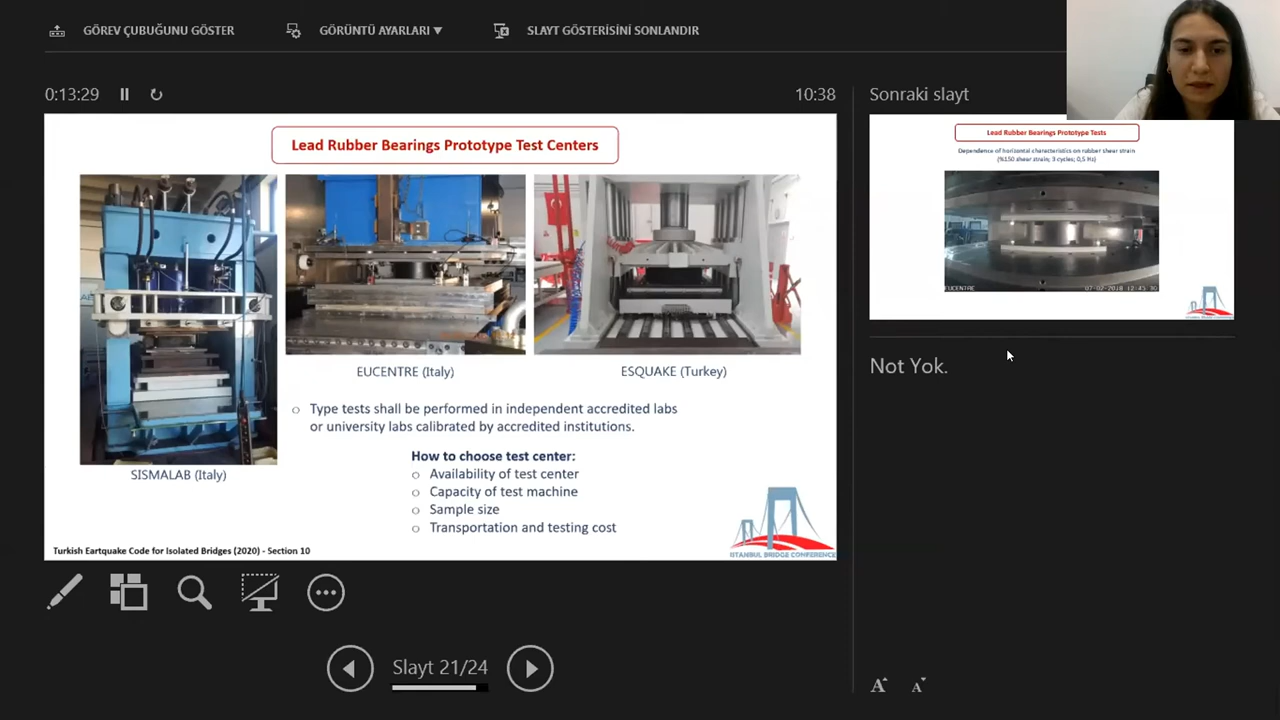 GÖREV ÇUBUĞUNU GÖSTER
GÖRÜNTÜ AYARLARI ▼
SLAYT GÖSTERİSİNİ SONLANDIR
0:13:29
10:38
Lead Rubber Bearings Prototype Test Centers
EUCENTRE (Italy)
ESQUAKE (Turkey)
SISMALAB (Italy)
○ Type tests shall be performed in independent accredited labs
or university labs calibrated by accredited institutions.
How to choose test center:
○ Availability of test center
○ Capacity of test machine
○ Sample size
○ Transportation and testing cost
ISTANBUL BRIDGE CONFERENCE
Turkish Eartquake Code for Isolated Bridges (2020) - Section 10
Slayt 21/24
Sonraki slayt
Lead Rubber Bearings Prototype Tests
Dependence of horizontal characteristics on rubber shear strain
(%150 shear strain; 3 cycles; 0,5 Hz)
EUCENTRE
07-02-2018 12:45
Not Yok.
A A